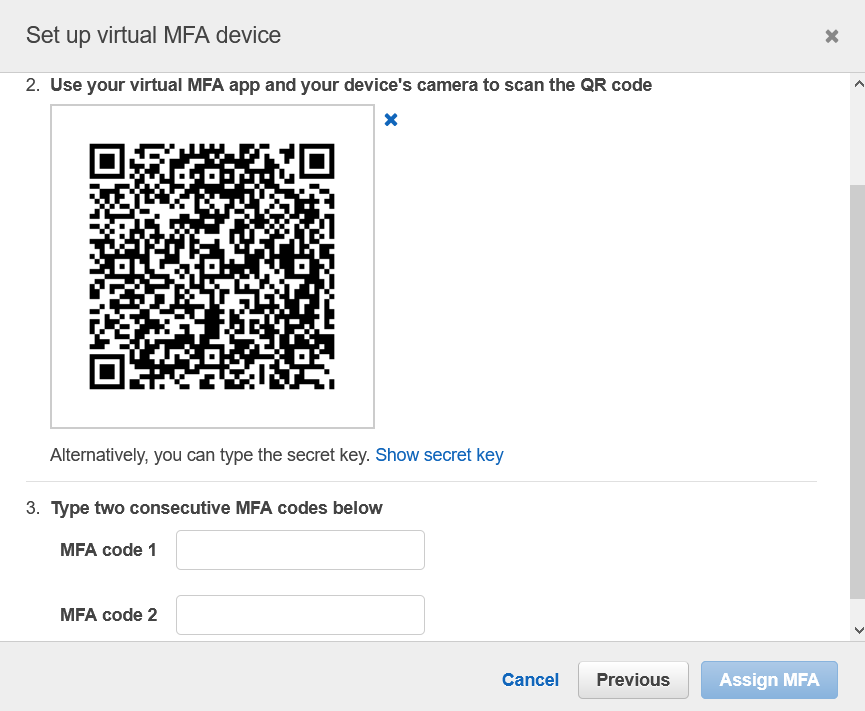 Set up virtual MFA device
2. Use your virtual MFA app and your device's camera to scan the QR code
Alternatively, you can type the secret key. Show secret key
3. Type two consecutive MFA codes below
MFA code 1
MFA code 2
Cancel Previous Assign MFA